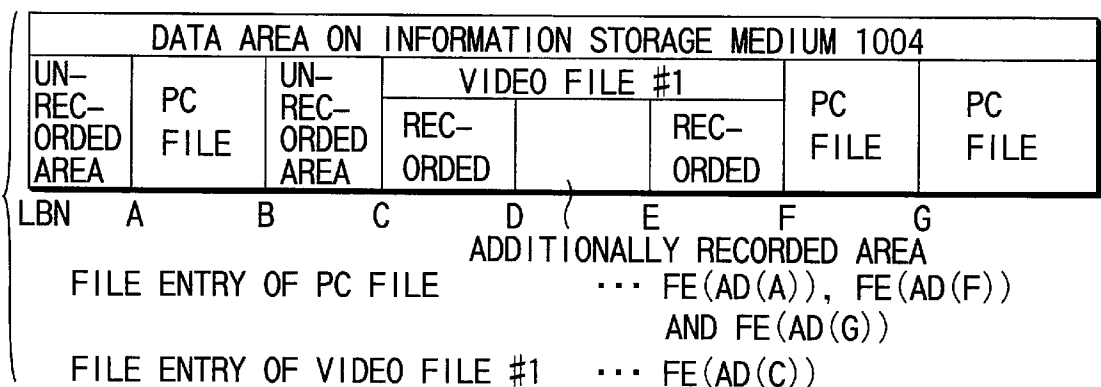 DATA AREA ON INFORMATION STORAGE MEDIUM 1004
UN-
REC-
ORDED
AREA
PC
FILE
UN-
REC-
ORDED
AREA
VIDEO FILE #1
REC-
ORDED
REC-
ORDED
PC
FILE
PC
FILE
LBN A B C D E F G
ADDITIONALLY RECORDED AREA
FILE ENTRY OF PC FILE ··· FE(AD(A)), FE(AD(F))
AND FE(AD(G))
FILE ENTRY OF VIDEO FILE #1 ··· FE(AD(C))